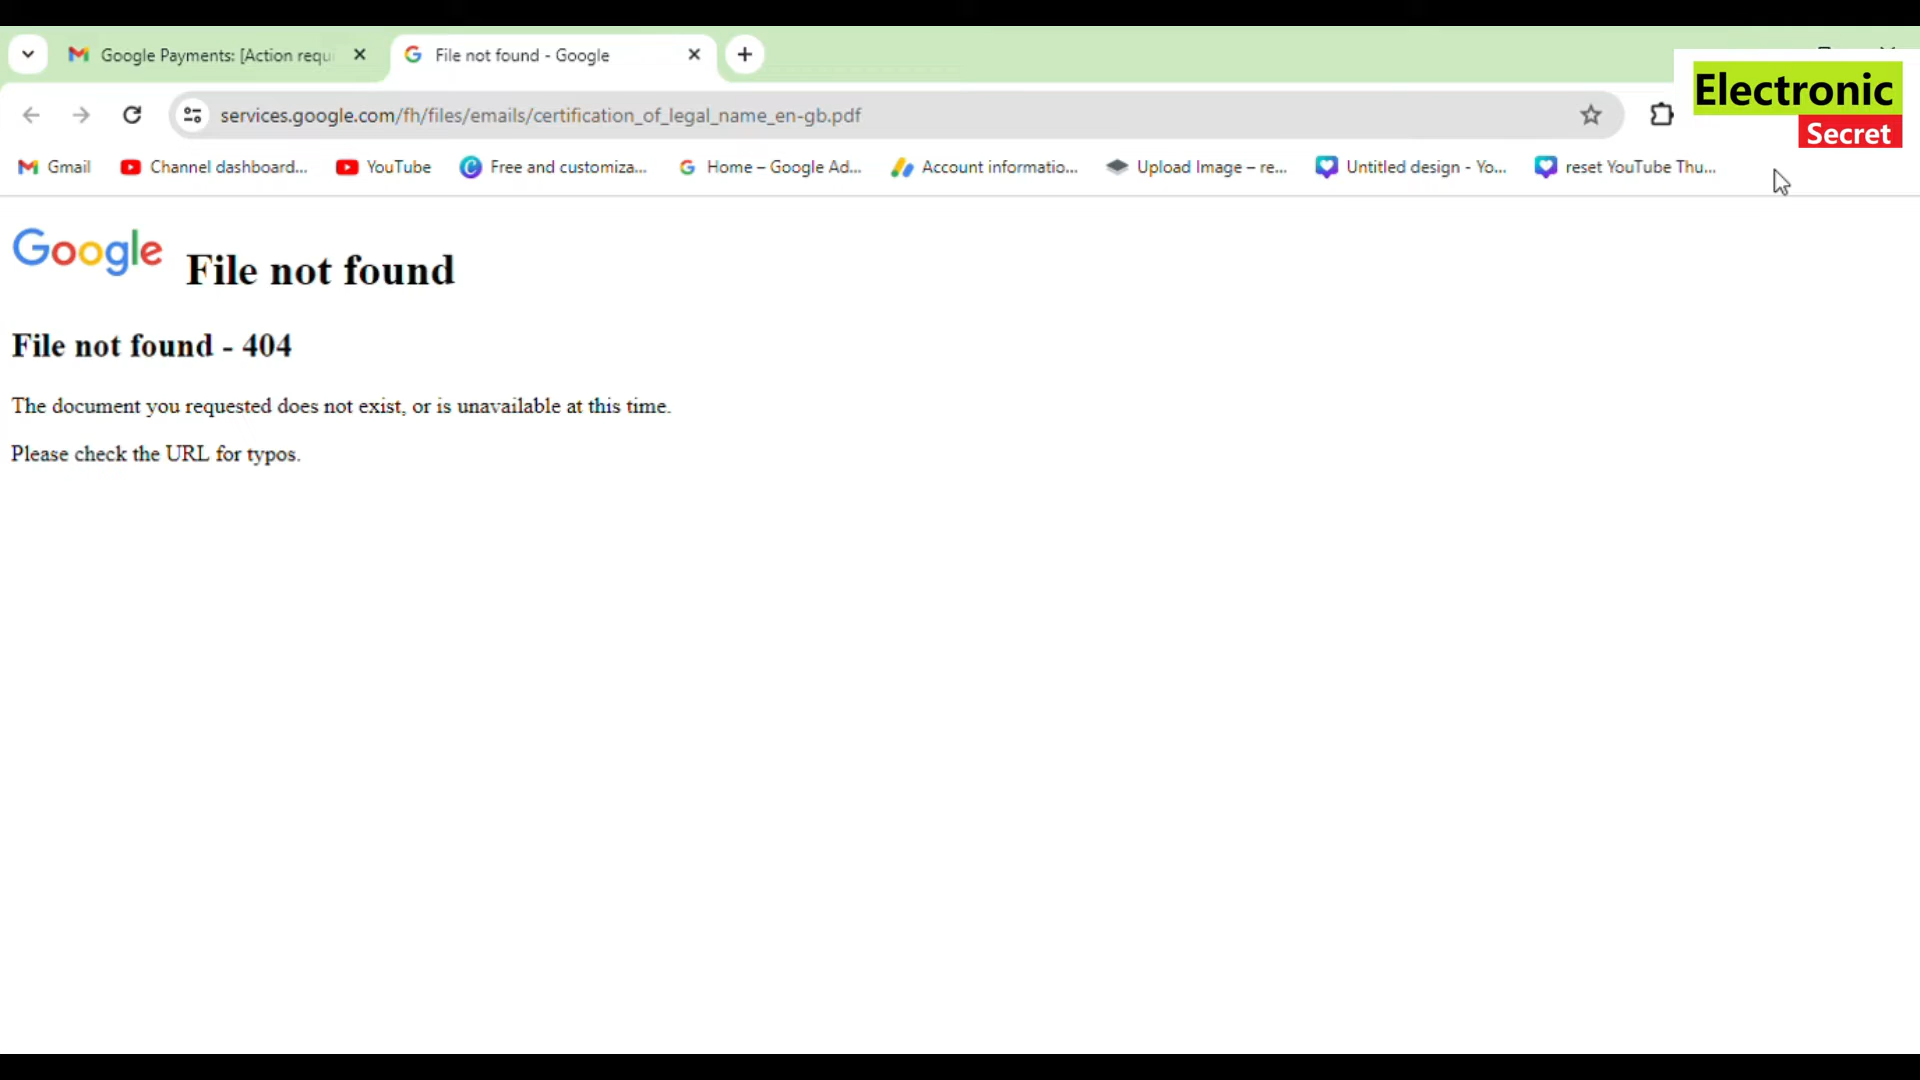 Google Payments: [Action requ
File not found - Google
Electronic
Secret
services.google.com/fh/files/emails/certification_of_legal_name_en-gb.pdf
Gmail
Channel dashboard...
YouTube
Free and customiza...
Home – Google Ad...
Account informatio...
Upload Image – re...
Untitled design - Yo...
reset YouTube Thu...
Google File not found
File not found - 404
The document you requested does not exist, or is unavailable at this time.
Please check the URL for typos.